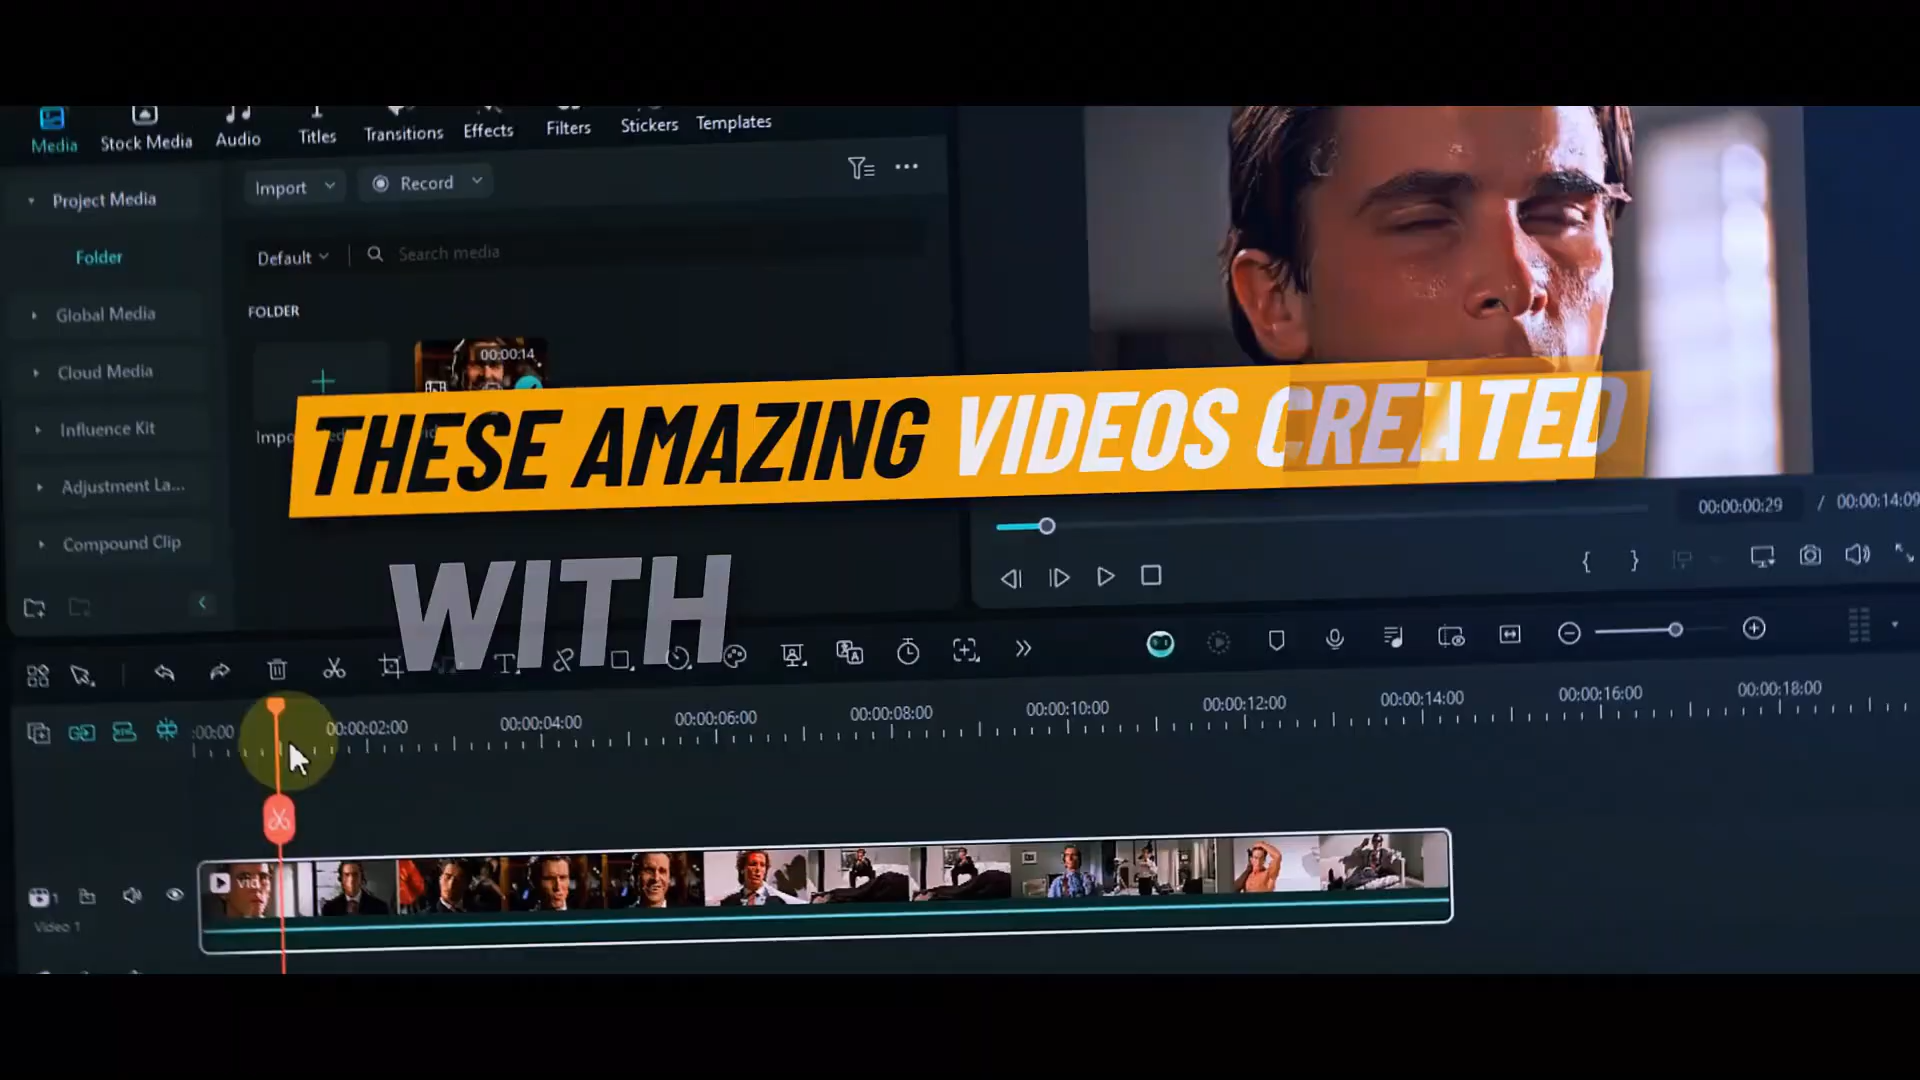 Media Stock Media Audio Titles Transitions Effects Filters Stickers Templates
Project Media
Import Record
Folder
Default Search media
Global Media
FOLDER
Cloud Media
00:00:14
Influence Kit
THESE AMAZING VIDEOS CREATED
Adjustment La...
00:00:00:29 / 00:00:14:09
Compound Clip
WITH
:00:00 00:00:02:00 00:00:04:00 00:00:06:00 00:00:08:00 00:00:10:00 00:00:12:00 00:00:14:00 00:00:16:00 00:00:18:00
1
Video 1